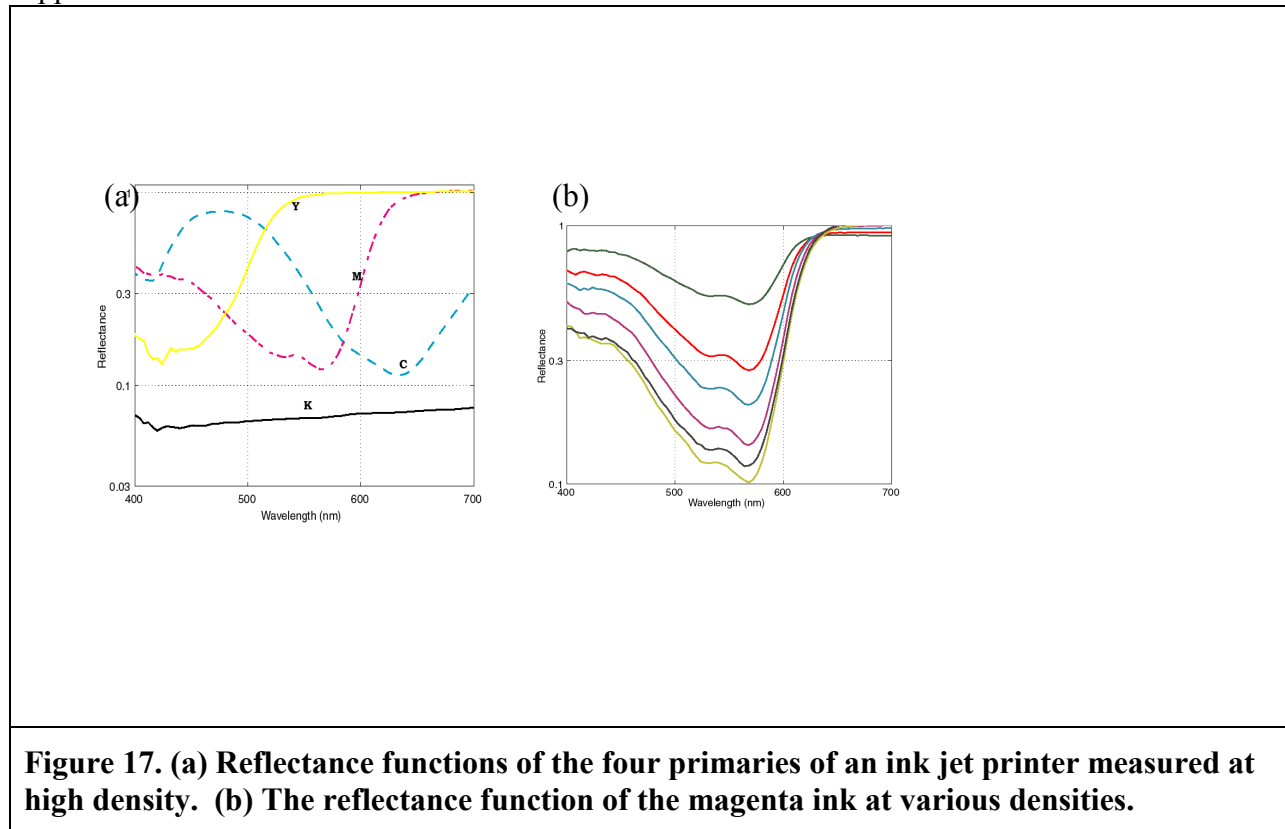 (a)
1
Y
M
0.3
Reflectance
C
0.1
K
0.03
400
500
600
700
Wavelength (nm)
(b)
1
0.3
Reflectance
0.1
400
500
600
700
Wavelength (nm)
Figure 17. (a) Reflectance functions of the four primaries of an ink jet printer measured at
high density. (b) The reflectance function of the magenta ink at various densities.